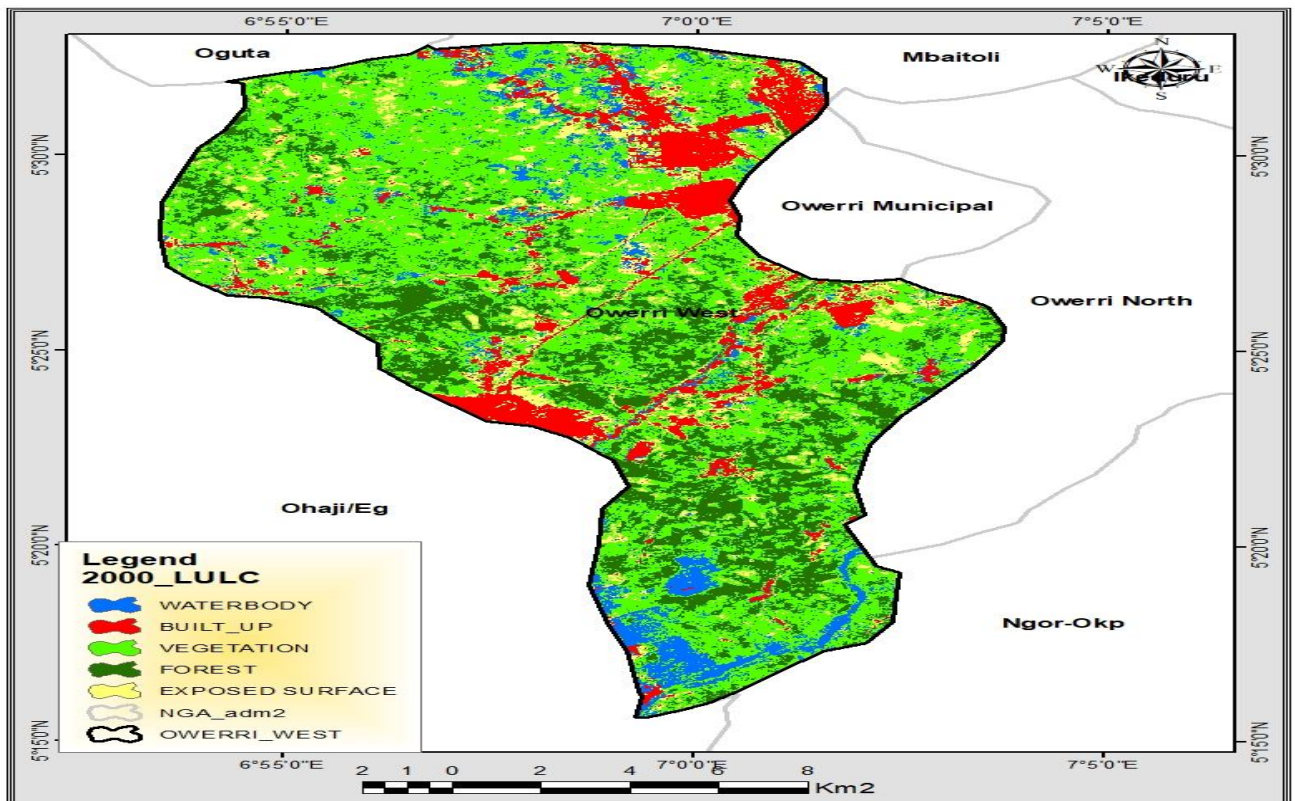 6°55'0"E 7°0'0"E 7°5'0"E
Oguta
Mbaitoli
N
W E
S
Ikeduru
5°30'0"N 5°30'0"N
Owerri Municipal
Owerri North
Owerri West
5°25'0"N 5°25'0"N
Ohaji/Eg
5°20'0"N 5°20'0"N
Ngor-Okp
Legend
2000_LULC
WATERBODY
BUILT_UP
VEGETATION
FOREST
EXPOSED SURFACE
NGA_adm2
OWERRI_WEST
5°15'0"N 5°15'0"N
6°55'0"E 7°0'0"E 7°5'0"E
2 1 0 2 4 6 8
Km2